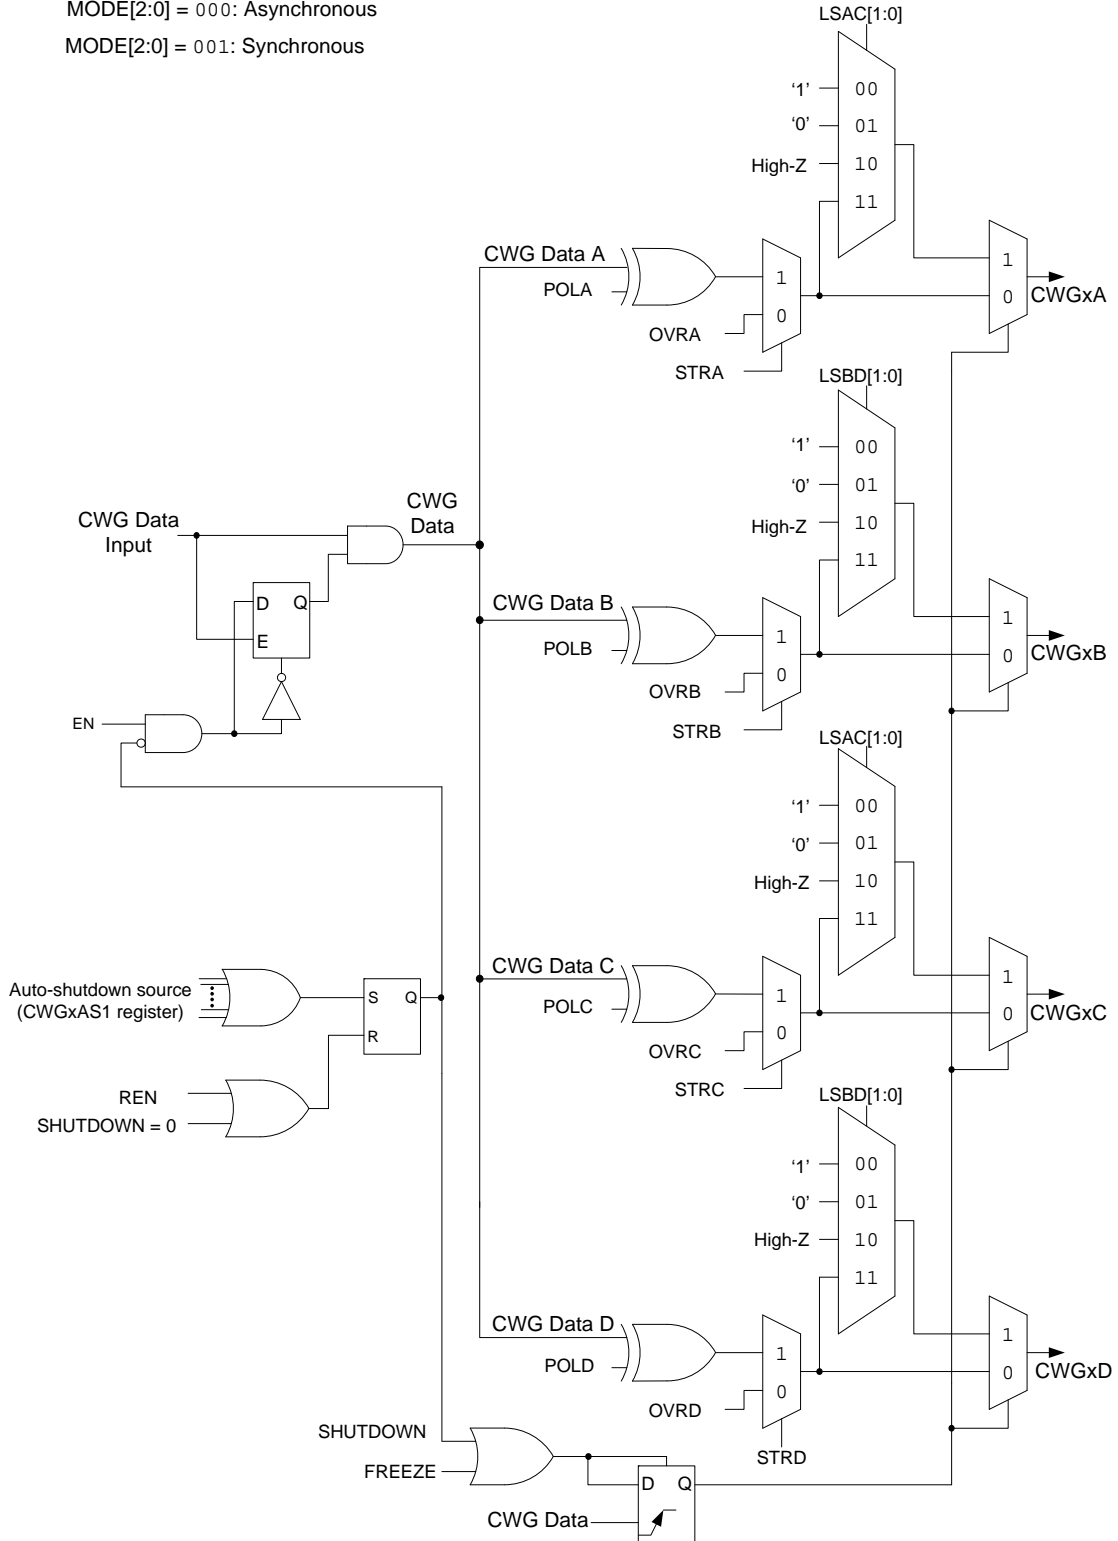 MODE[2:0] = 000: Asynchronous
MODE[2:0] = 001: Synchronous
LSAC[1:0]
‘1’ 00
‘0’ 01
High-Z 10
11
CWG Data A
POLA
1
0
OVRA
STRA
1
0
CWGxA
LSBD[1:0]
‘1’ 00
‘0’ 01
High-Z 10
11
CWG Data Input
CWG Data
D Q
E
EN
CWG Data B
POLB
1
0
OVRB
STRB
1
0
CWGxB
LSAC[1:0]
‘1’ 00
‘0’ 01
High-Z 10
11
CWG Data C
POLC
1
0
OVRC
STRC
1
0
CWGxC
Auto-shutdown source
(CWGxAS1 register)
S Q
R
REN
SHUTDOWN = 0
LSBD[1:0]
‘1’ 00
‘0’ 01
High-Z 10
11
CWG Data D
POLD
1
0
OVRD
STRD
1
0
CWGxD
SHUTDOWN
FREEZE
D Q
CWG Data